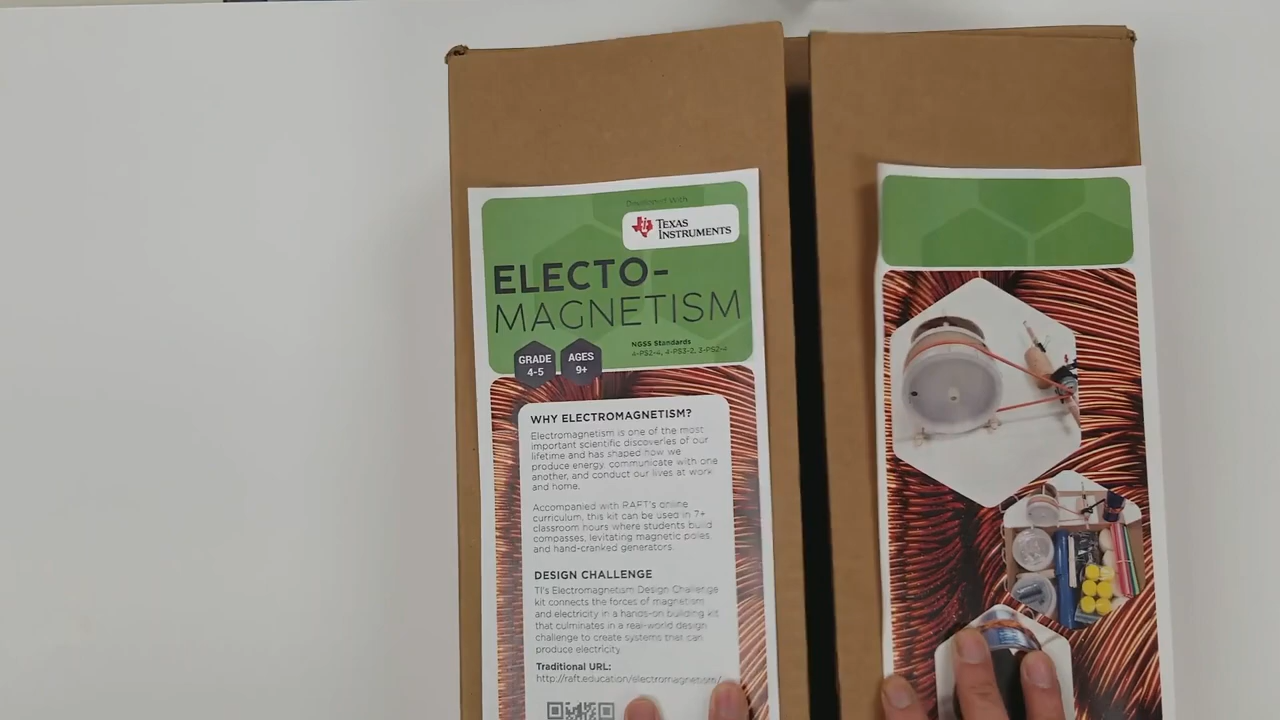 Developed With
TEXAS
INSTRUMENTS
ELECTO-
MAGNETISM
NGSS Standards
4-PS2-4, 4-PS3-2, 3-PS2-4
GRADE
4-5
AGES
9+
WHY ELECTROMAGNETISM?
Electromagnetism is one of the most
important scientific discoveries of our
lifetime and has shaped how we
produce energy, communicate with one
another, and conduct our lives at work
and home.
Accompanied with RAFT's online
curriculum, this kit can be used in 7+
classroom hours where students build
compasses, levitating magnetic poles,
and hand-cranked generators.
DESIGN CHALLENGE
TI's Electromagnetism Design Challenge
kit connects the forces of magnetism
and electricity in a hands-on building kit
that culminates in a real-world design
challenge to create systems that can
produce electricity.
Traditional URL:
http://raft.education/electromagnetism/